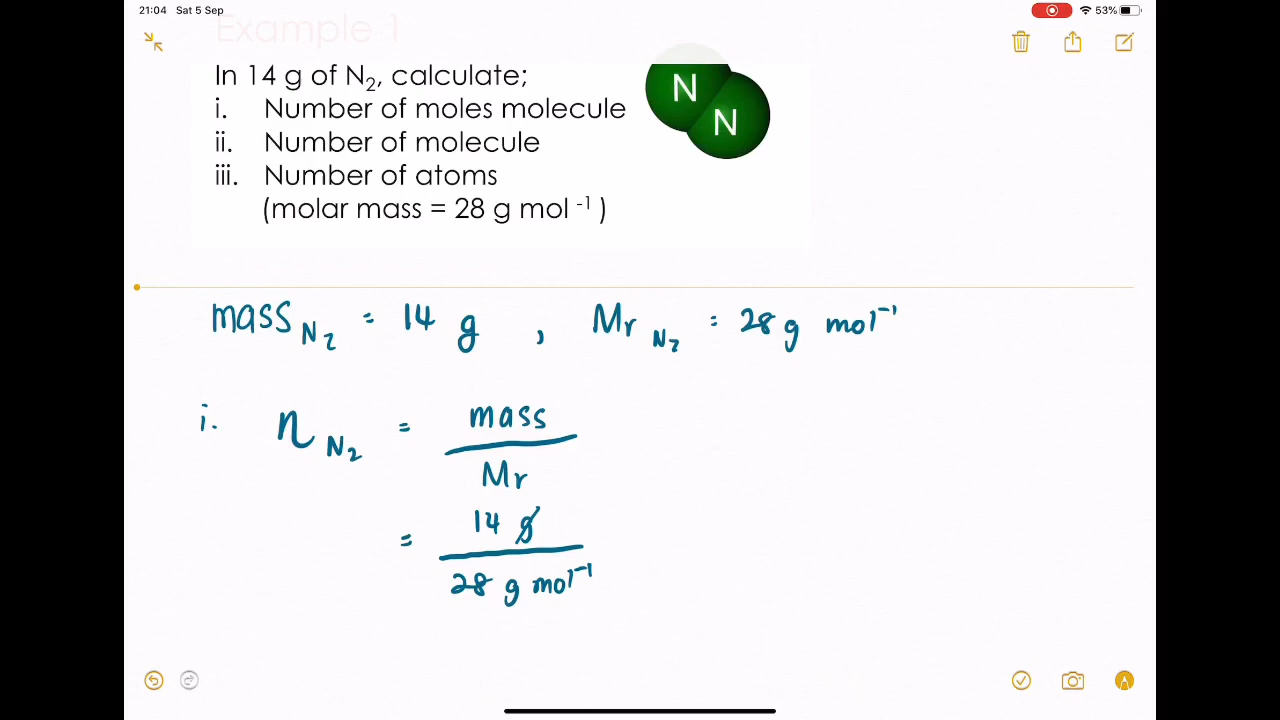 21:04 Sat 5 Sep 53%
Example 1
In 14 g of N₂, calculate;
i. Number of moles molecule
ii. Number of molecule
iii. Number of atoms
(molar mass = 28 g mol ⁻¹ )
N
N
mass N₂ = 14 g , Mr N₂ = 28 g mol⁻¹
i. n N₂ = mass
Mr
= 14 g
28 g mol⁻¹